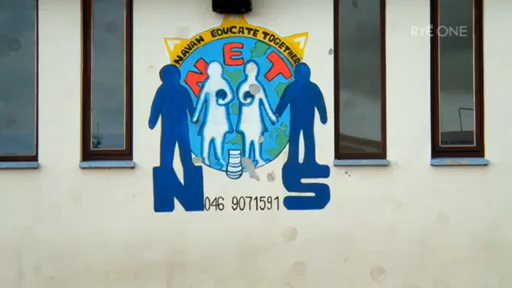 RTÉ ONE
NAVAN EDUCATE TOGETHER
NET
NS
046 9071591